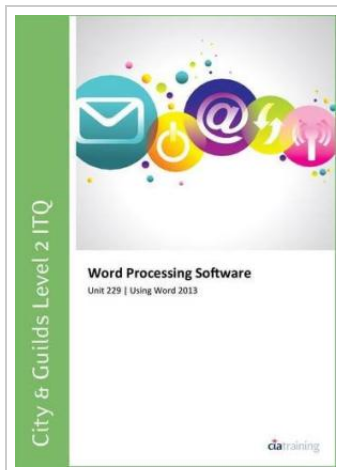 City & Guilds Level 2 ITQ
@
Word Processing Software
Unit 229 | Using Word 2013
ciatraining